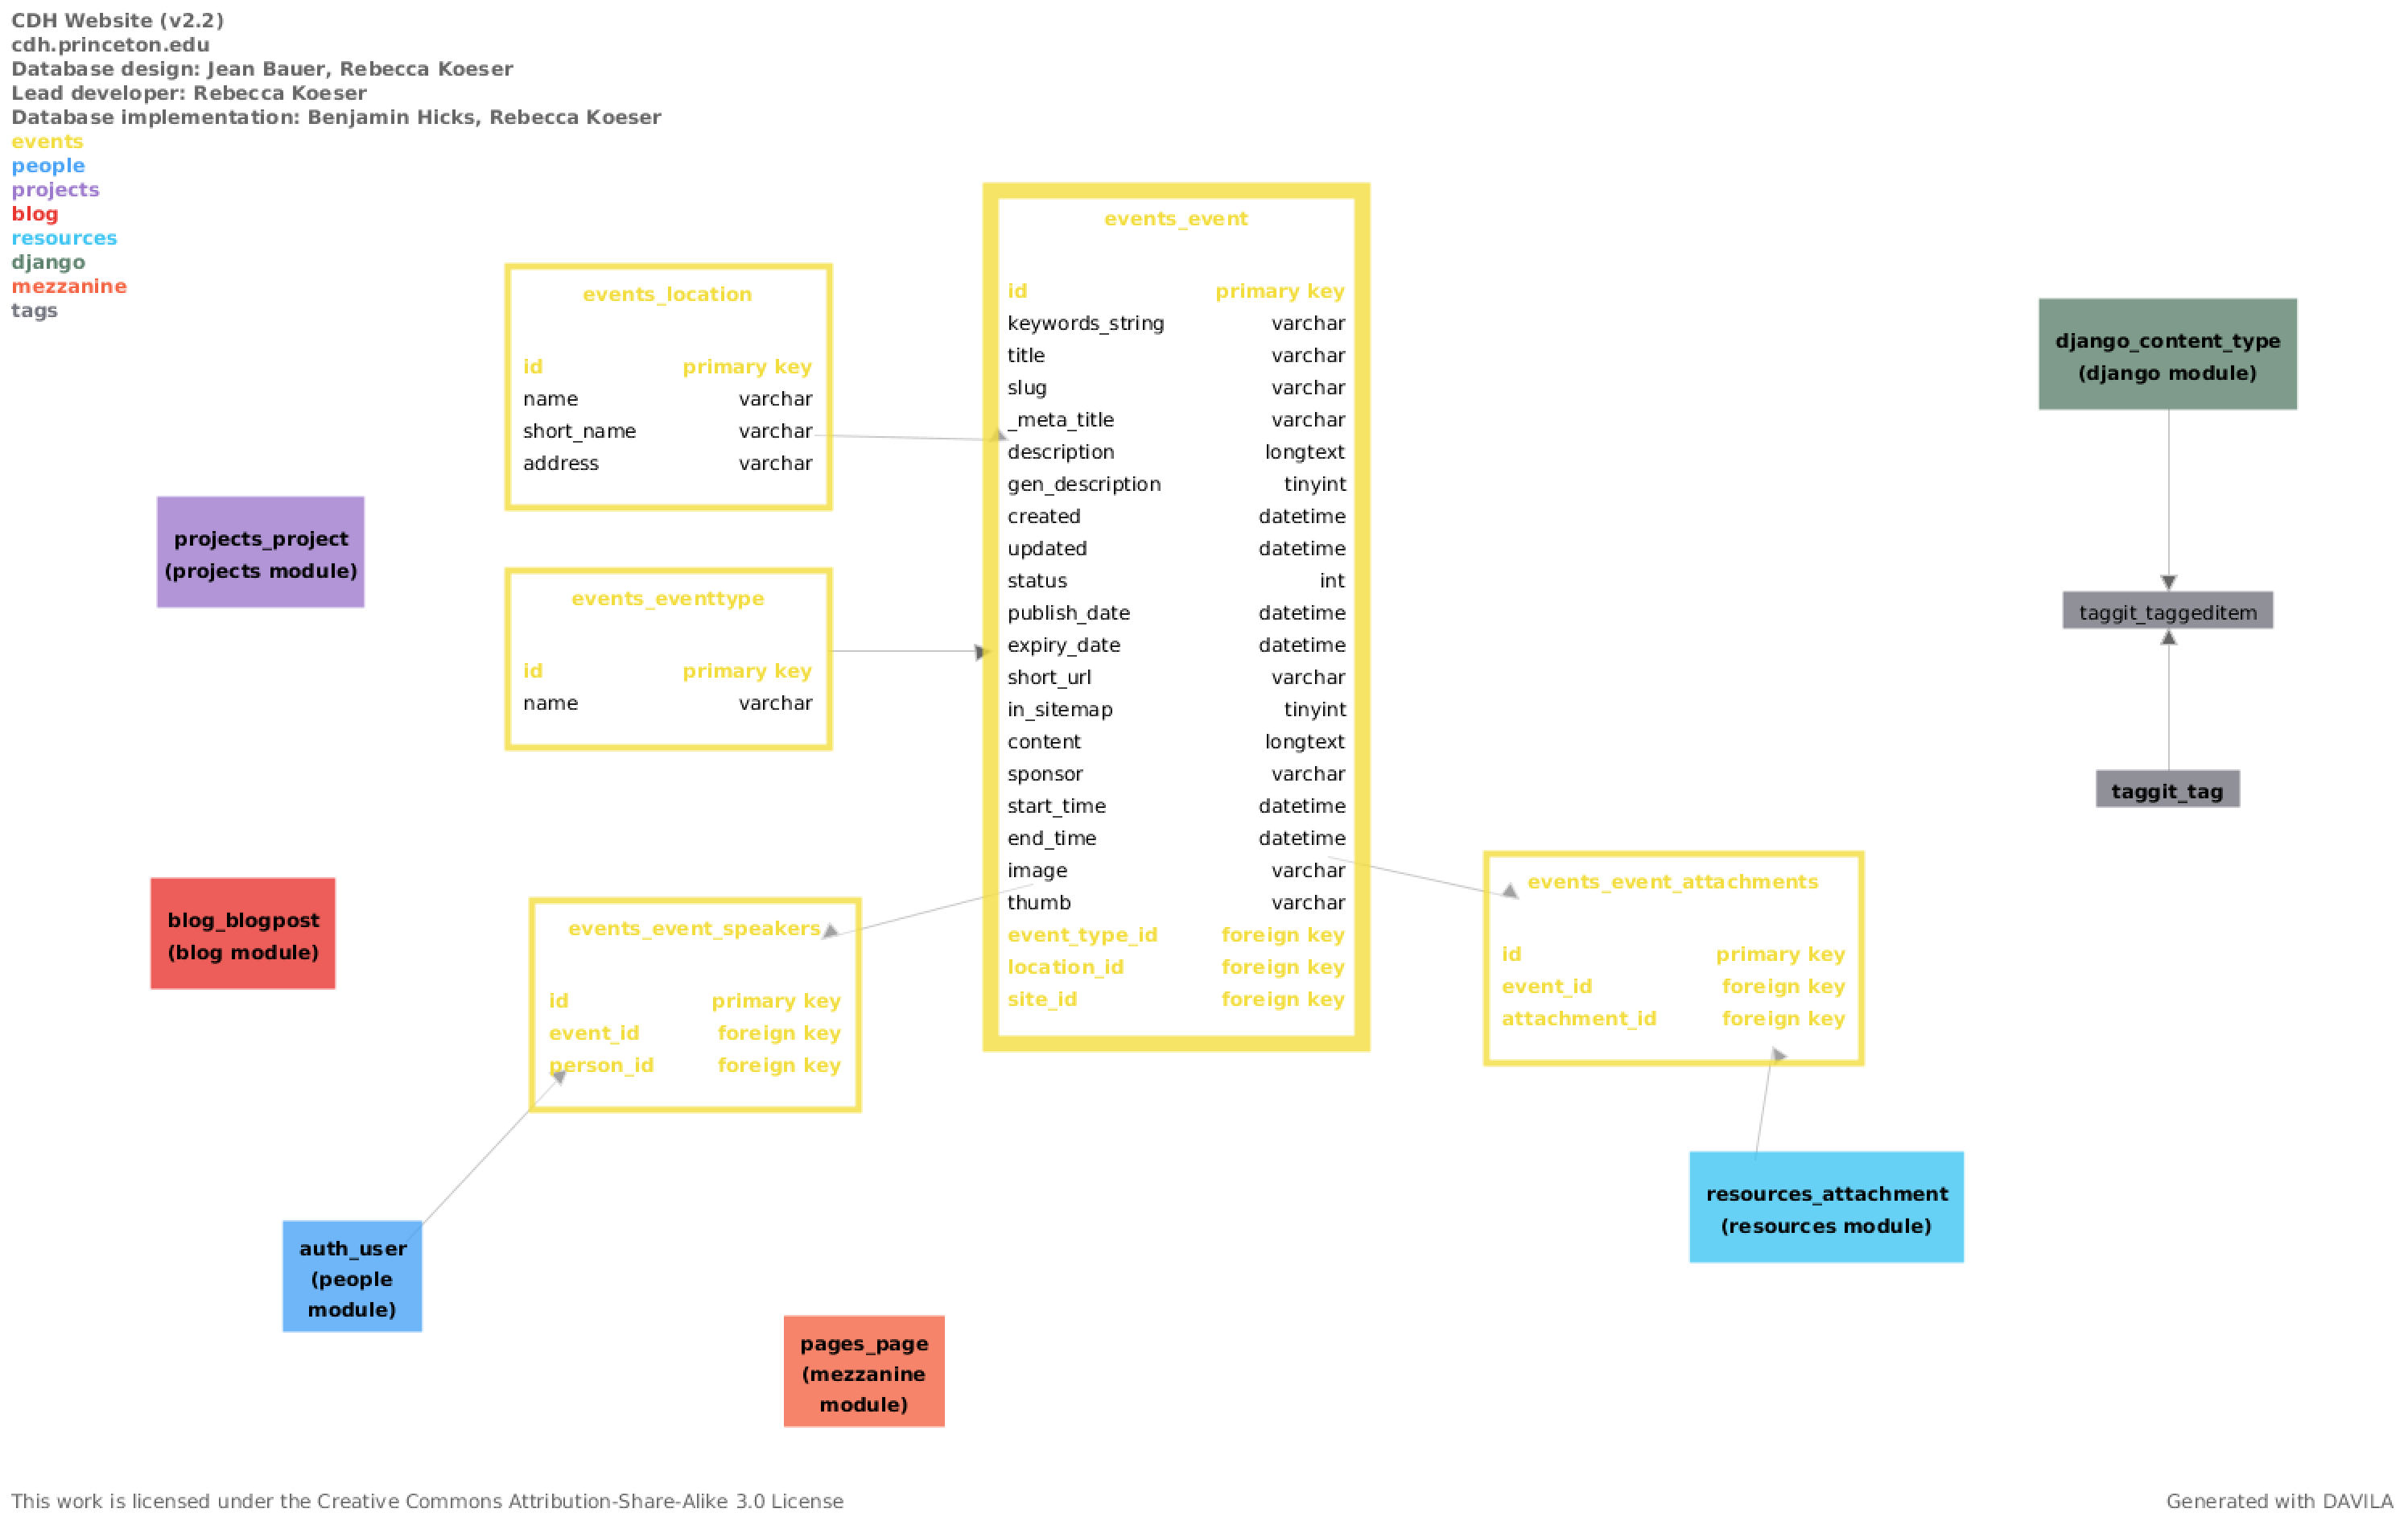 CDH Website (v2.2)
cdh.princeton.edu
Database design: Jean Bauer, Rebecca Koeser
Lead developer: Rebecca Koeser
Database implementation: Benjamin Hicks, Rebecca Koeser
events
people
projects
blog
resources
django
mezzanine
tags
events_location
id primary key
name varchar
short_name varchar
address varchar
projects_project
(projects module)
events_eventtype
id primary key
name varchar
blog_blogpost
(blog module)
events_event_speakers
id primary key
event_id foreign key
person_id foreign key
auth_user
(people
module)
pages_page
(mezzanine
module)
events_event
id primary key
keywords_string varchar
title varchar
slug varchar
_meta_title varchar
description longtext
gen_description tinyint
created datetime
updated datetime
status int
publish_date datetime
expiry_date datetime
short_url varchar
in_sitemap tinyint
content longtext
sponsor varchar
start_time datetime
end_time datetime
image varchar
thumb varchar
event_type_id foreign key
location_id foreign key
site_id foreign key
django_content_type
(django module)
taggit_taggeditem
taggit_tag
events_event_attachments
id primary key
event_id foreign key
attachment_id foreign key
resources_attachment
(resources module)
This work is licensed under the Creative Commons Attribution-Share-Alike 3.0 License
Generated with DAVILA